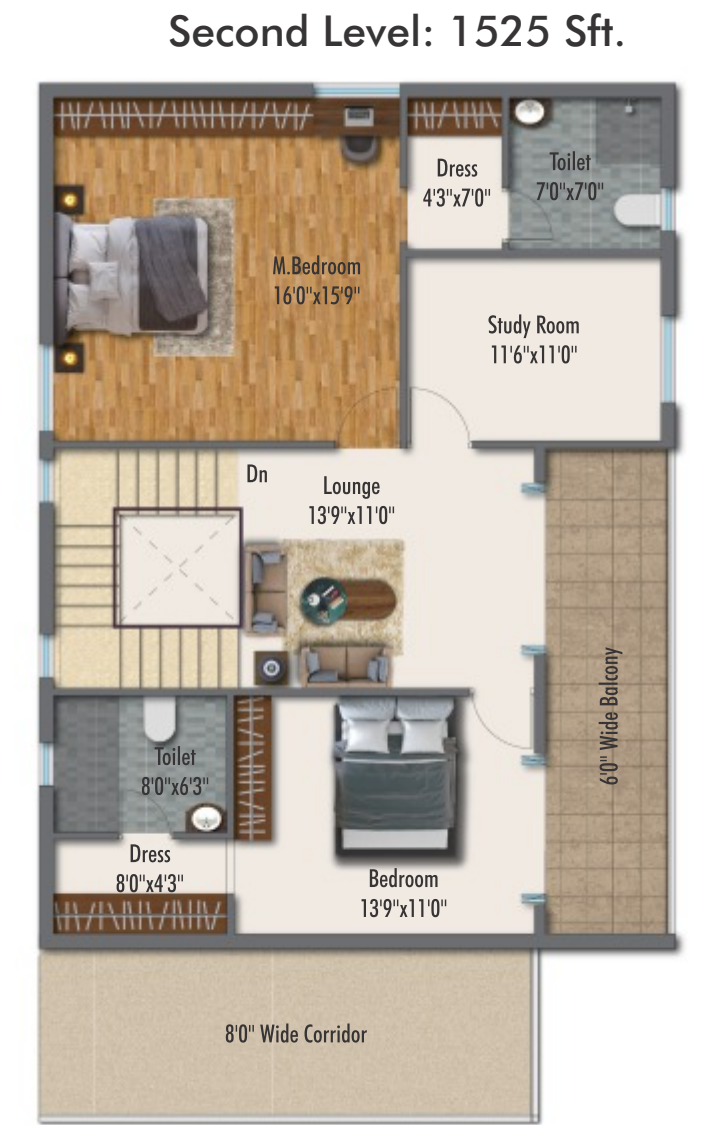 Second Level: 1525 Sft.
Dress
4'3"x7'0"
Toilet
7'0"x7'0"
M.Bedroom
16'0"x15'9"
Study Room
11'6"x11'0"
Dn
Lounge
13'9"x11'0"
6'0" Wide Balcony
Toilet
8'0"x6'3"
Dress
8'0"x4'3"
Bedroom
13'9"x11'0"
8'0" Wide Corridor